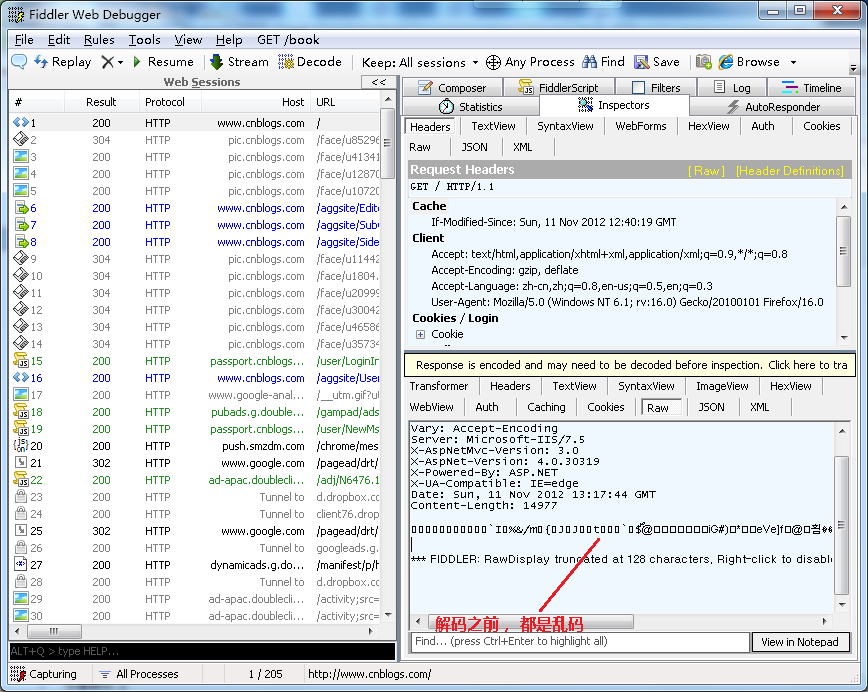 Fiddler Web Debugger
File Edit Rules Tools View Help GET /book
Replay Resume Stream Decode Keep: All sessions Any Process Find Save Browse
Web Sessions <<
# Result Protocol Host URL
1 200 HTTP www.cnblogs.com /
2 304 HTTP pic.cnblogs.com /face/u85296
3 200 HTTP pic.cnblogs.com /face/u41341
4 200 HTTP pic.cnblogs.com /face/u12870
5 200 HTTP pic.cnblogs.com /face/u10720
6 200 HTTP www.cnblogs.com /aggsite/Edit
7 200 HTTP www.cnblogs.com /aggsite/Sub
8 200 HTTP www.cnblogs.com /aggsite/Side
9 304 HTTP pic.cnblogs.com /face/u11442
10 304 HTTP pic.cnblogs.com /face/u1804.
11 304 HTTP pic.cnblogs.com /face/u20999
12 304 HTTP pic.cnblogs.com /face/u30042
13 304 HTTP pic.cnblogs.com /face/u46586
14 304 HTTP pic.cnblogs.com /face/u35734
15 200 HTTP passport.cnblogs... /user/LoginIn
16 200 HTTP www.cnblogs.com /aggsite/User
17 200 HTTP www.google-anal... /__utm.gif?u
18 200 HTTP pubads.g.double... /gampad/ads
19 200 HTTP passport.cnblogs... /user/NewMs
20 200 HTTP push.smzdm.com /chrome/mes
21 302 HTTP www.google.com /pagead/drt/
22 200 HTTP ad-apac.doublecli... /adj/N6476.1
23 200 HTTP Tunnel to d.dropbox.co
24 200 HTTP Tunnel to client76.drop
25 302 HTTP www.google.com /pagead/drt/
26 200 HTTP Tunnel to googleads.g.
27 200 HTTP dynamicads.g.do... /manifest/p/h
28 200 HTTP Tunnel to d.dropbox.co
29 200 HTTP ad-apac.doublecli... /activity;src=
30 200 HTTP ad-apac.doublecli... /activity;src=
ALT+Q > type HELP...
Composer FiddlerScript Filters Log Timeline
Statistics Inspectors AutoResponder
Headers TextView SyntaxView WebForms HexView Auth Cookies
Raw JSON XML
Request Headers [ Raw ] [Header Definitions]
GET / HTTP/1.1
Cache
If-Modified-Since: Sun, 11 Nov 2012 12:40:19 GMT
Client
Accept: text/html,application/xhtml+xml,application/xml;q=0.9,*/*;q=0.8
Accept-Encoding: gzip, deflate
Accept-Language: zh-cn,zh;q=0.8,en-us;q=0.5,en;q=0.3
User-Agent: Mozilla/5.0 (Windows NT 6.1; rv:16.0) Gecko/20100101 Firefox/16.0
Cookies / Login
Cookie
Response is encoded and may need to be decoded before inspection. Click here to tra
Transformer Headers TextView SyntaxView ImageView HexView
WebView Auth Caching Cookies Raw JSON XML
Vary: Accept-Encoding
Server: Microsoft-IIS/7.5
X-AspNetMvc-Version: 3.0
X-AspNet-Version: 4.0.30319
X-Powered-By: ASP.NET
X-UA-Compatible: IE=edge
Date: Sun, 11 Nov 2012 13:17:44 GMT
Content-Length: 14977
*** FIDDLER: RawDisplay truncated at 128 characters. Right-click to disable
解码之前，都是乱码
Find... (press Ctrl+Enter to highlight all) View in Notepad
Capturing All Processes 1 / 205 http://www.cnblogs.com/